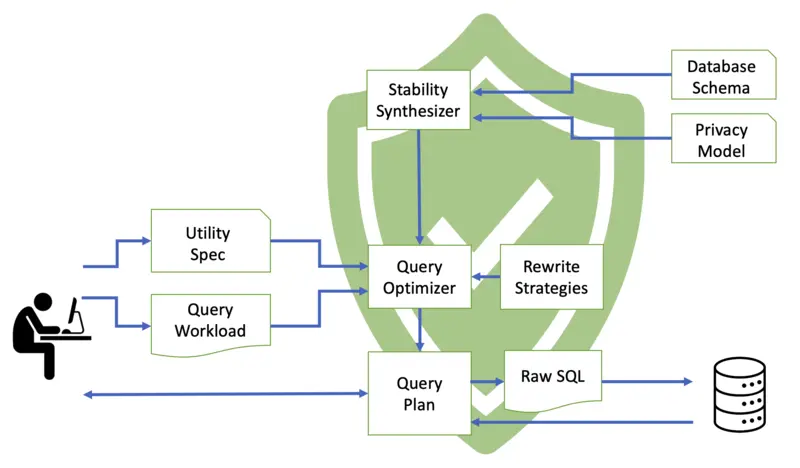 Database
Schema
Stability
Synthesizer
Privacy
Model
Utility
Spec
Query
Optimizer
Rewrite
Strategies
Query
Workload
Query
Plan
Raw SQL